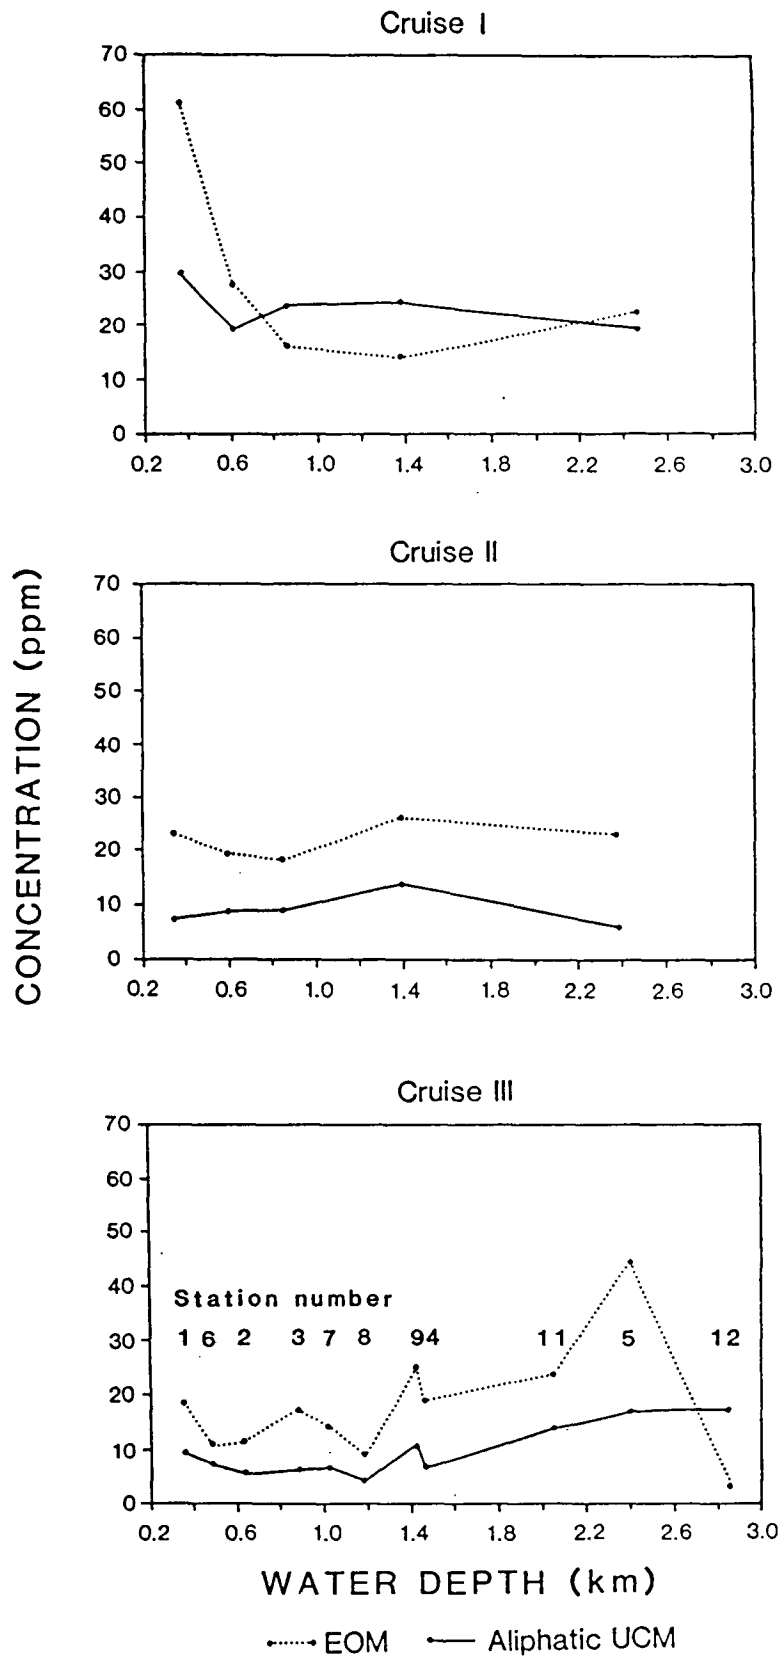 Cruise I
70
60
50
40
30
20
10
0
0.2 0.6 1.0 1.4 1.8 2.2 2.6 3.0
Cruise II
70
60
50
40
30
20
10
0
0.2 0.6 1.0 1.4 1.8 2.2 2.6 3.0
CONCENTRATION (ppm)
Cruise III
70
60
50
40
30
20
10
0
Station number
1 6 2 3 7 8 9 4 11 5 12
0.2 0.6 1.0 1.4 1.8 2.2 2.6 3.0
WATER DEPTH (km)
EOM Aliphatic UCM